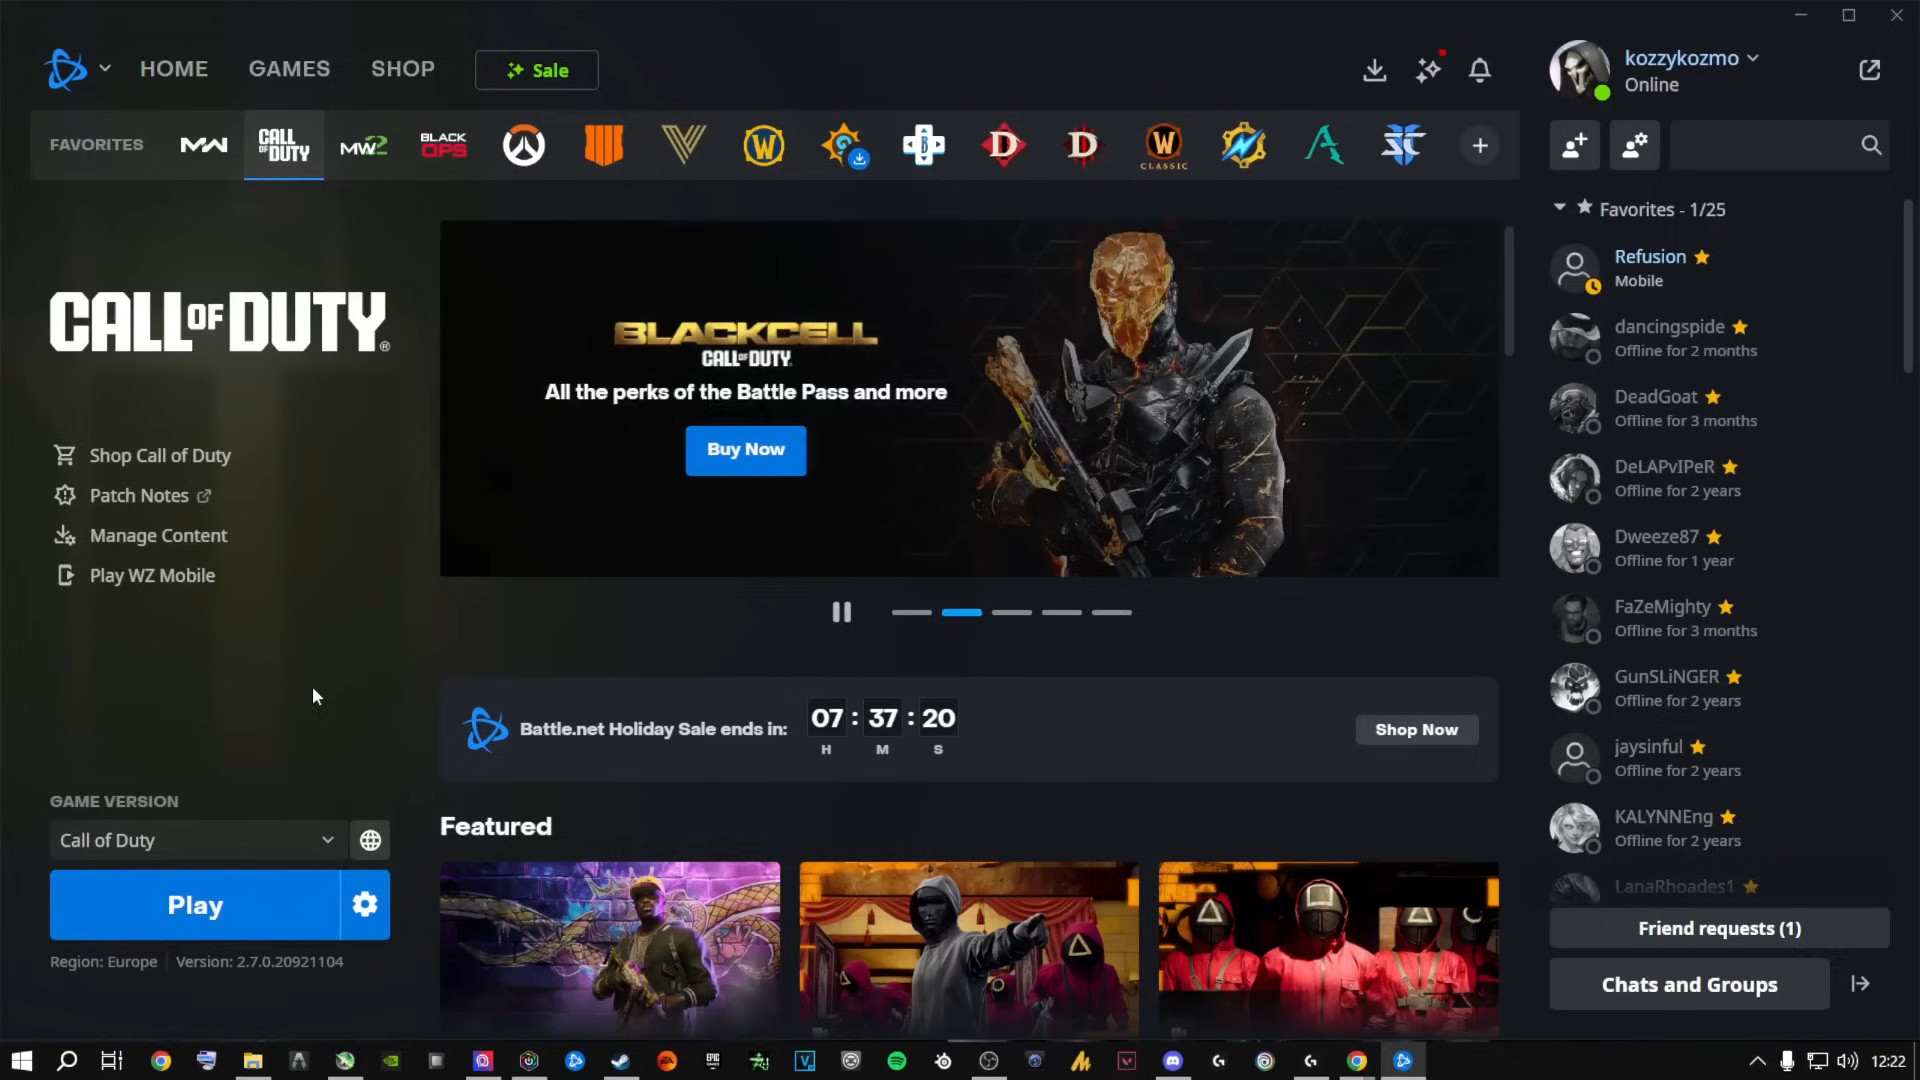 HOME
GAMES
SHOP
Sale
kozzykozmo
Online
FAVORITES
CALL OF DUTY
MW2
BLACK OPS
W
CLASSIC
Favorites - 1/25
Refusion
Mobile
dancingspide
Offline for 2 months
DeadGoat
Offline for 3 months
DeLAPvIPeR
Offline for 2 years
Dweeze87
Offline for 1 year
FaZeMighty
Offline for 3 months
GunSLiNGER
Offline for 2 years
jaysinful
Offline for 2 years
KALYNNEng
Offline for 2 years
LanaRhoades1
Friend requests (1)
Chats and Groups
CALL OF DUTY®
Shop Call of Duty
Patch Notes
Manage Content
Play WZ Mobile
BLACKCELL
CALL OF DUTY
All the perks of the Battle Pass and more
Buy Now
Battle.net Holiday Sale ends in:
07 : 37 : 20
H M S
Shop Now
GAME VERSION
Call of Duty
Play
Region: Europe
Version: 2.7.0.20921104
Featured
EPIC
12:22